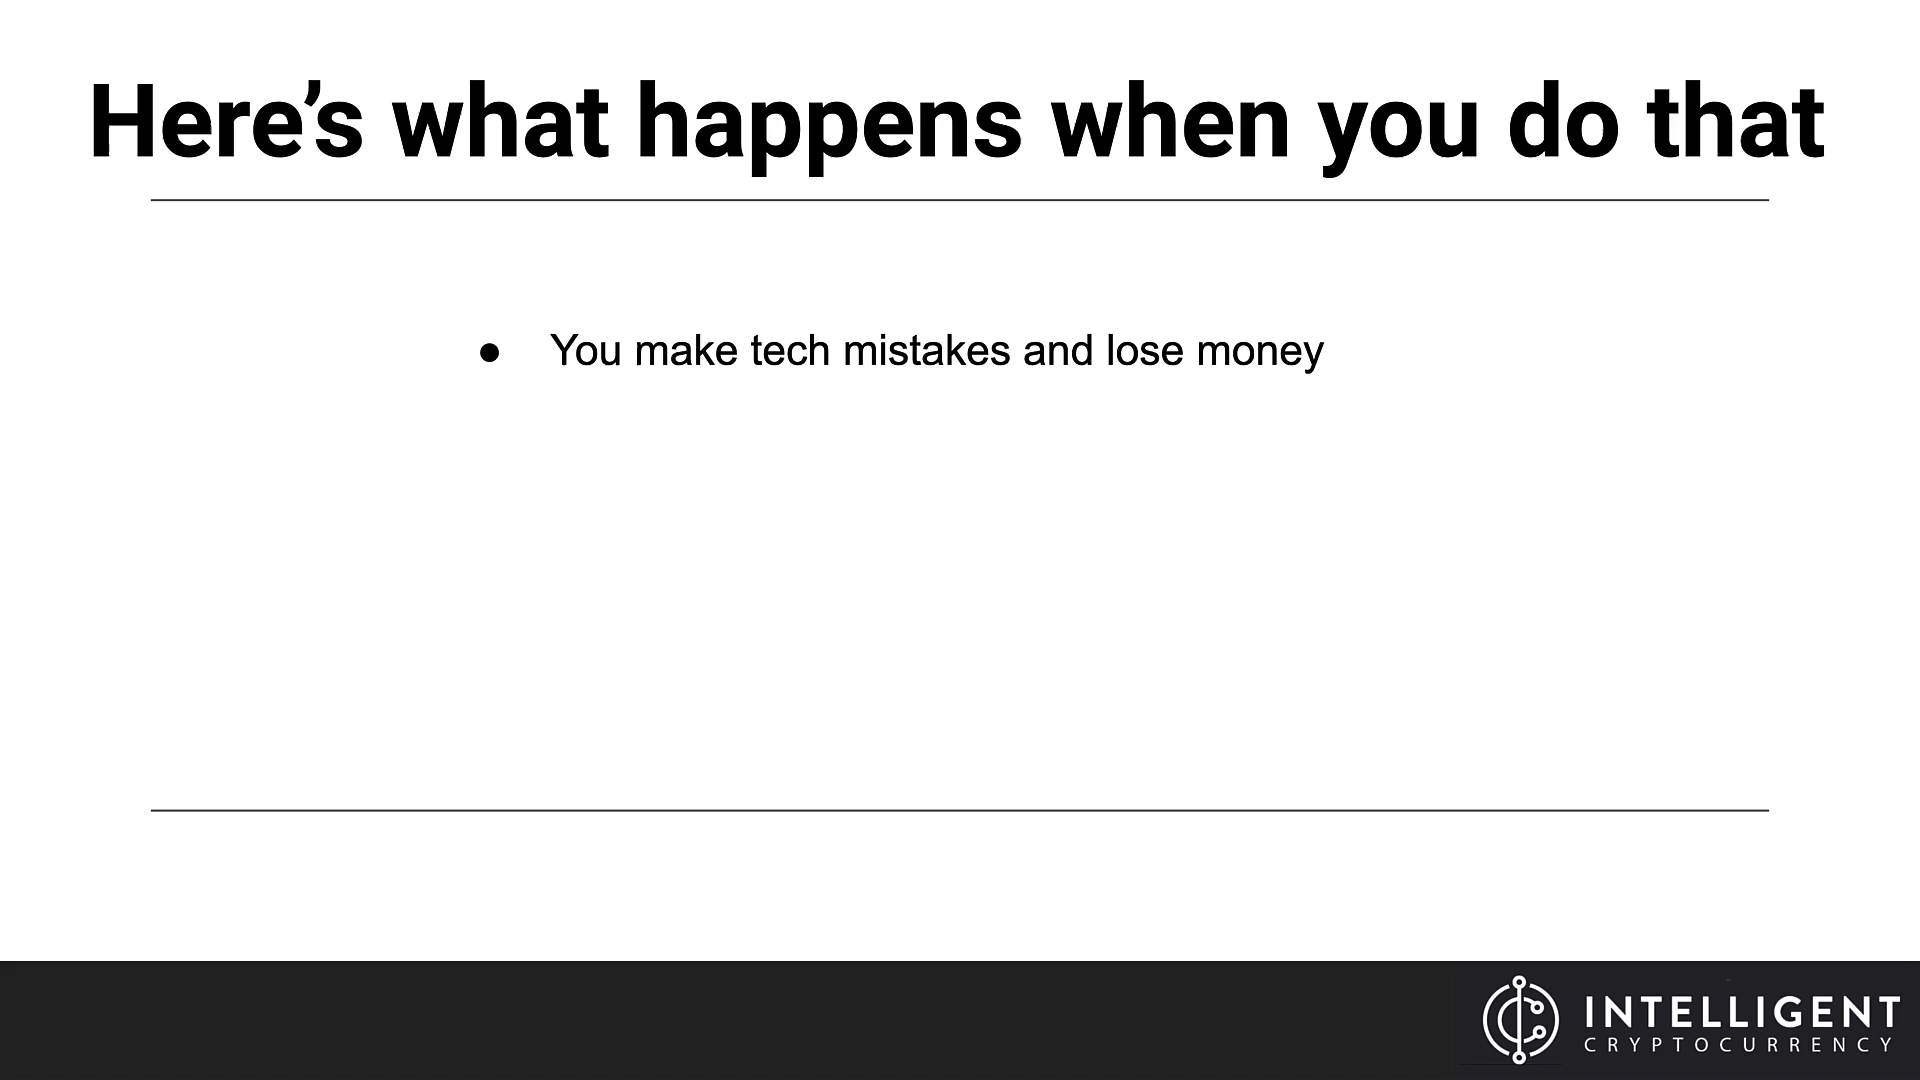 Here’s what happens when you do that
● You make tech mistakes and lose money
INTELLIGENT
CRYPTOCURRENCY